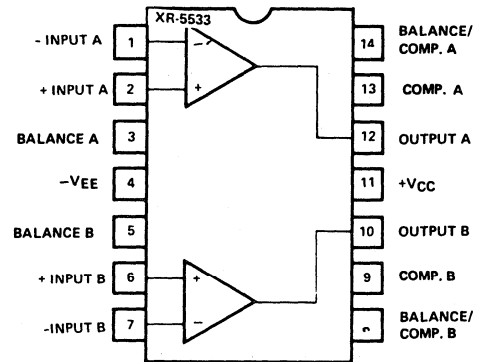 XR-5533
- INPUT A 1
+ INPUT A 2
BALANCE A 3
-VEE 4
BALANCE B 5
+ INPUT B 6
-INPUT B 7
- +
+ -
14 BALANCE/
COMP. A
13 COMP. A
12 OUTPUT A
11 +VCC
10 OUTPUT B
9 COMP. B
BALANCE/
COMP. B